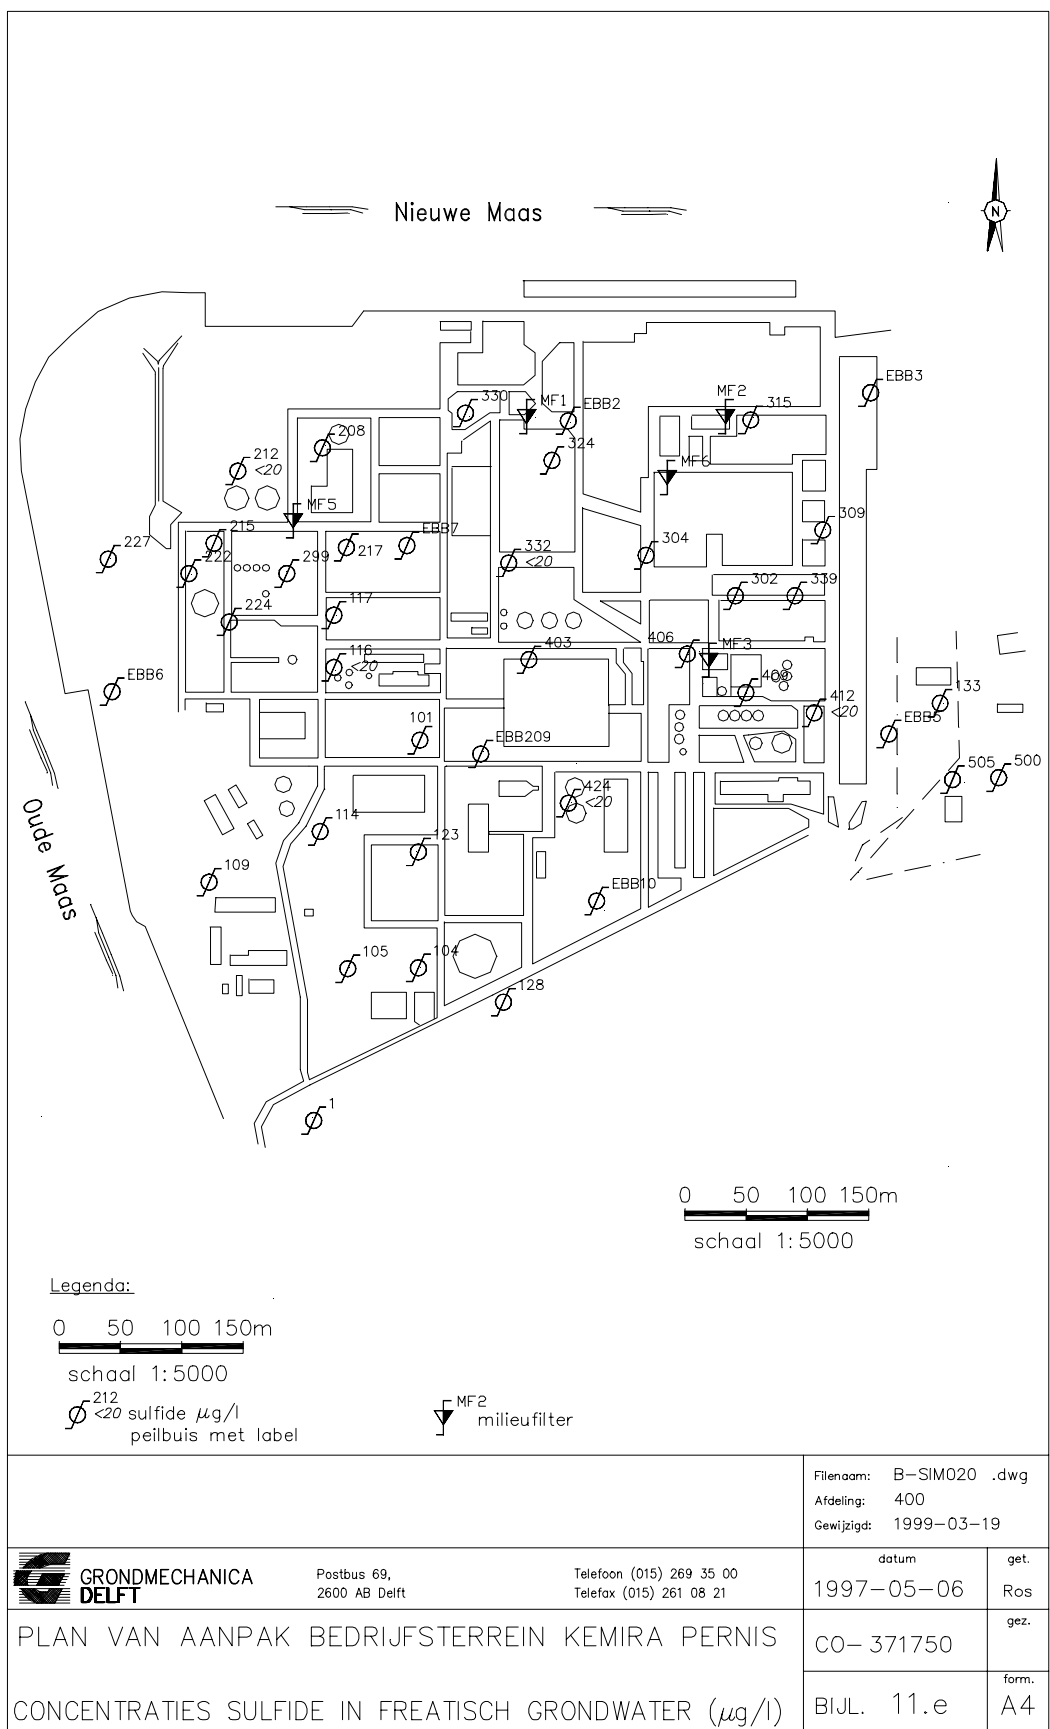 Nieuwe Maas
N
EBB3
330
MF1
EBB2
MF2
315
208
324
212
<20
MF6
MF5
309
215
EBB7
227
217
332
<20
304
222
299
302
339
117
224
116
<20
403
406
MF3
EBB6
409
133
412
<20
101
EBB5
EBB209
505
500
424
<20
114
123
Oude Maas
109
EBB10
105
104
128
1
0 50 100 150m
schaal 1:5000
Legenda:
0 50 100 150m
schaal 1:5000
212
<20 sulfide μg/l
peilbuis met label
MF2
milieufilter
Filenaam: B-SIM020 .dwg
Afdeling: 400
Gewijzigd: 1999-03-19
GRONDMECHANICA
DELFT
Postbus 69,
2600 AB Delft
Telefoon (015) 269 35 00
Telefax (015) 261 08 21
datum
1997-05-06
get.
Ros
PLAN VAN AANPAK BEDRIJFSTERREIN KEMIRA PERNIS
CO-371750
gez.
CONCENTRATIES SULFIDE IN FREATISCH GRONDWATER (μg/l)
BIJL. 11.e
form.
A4